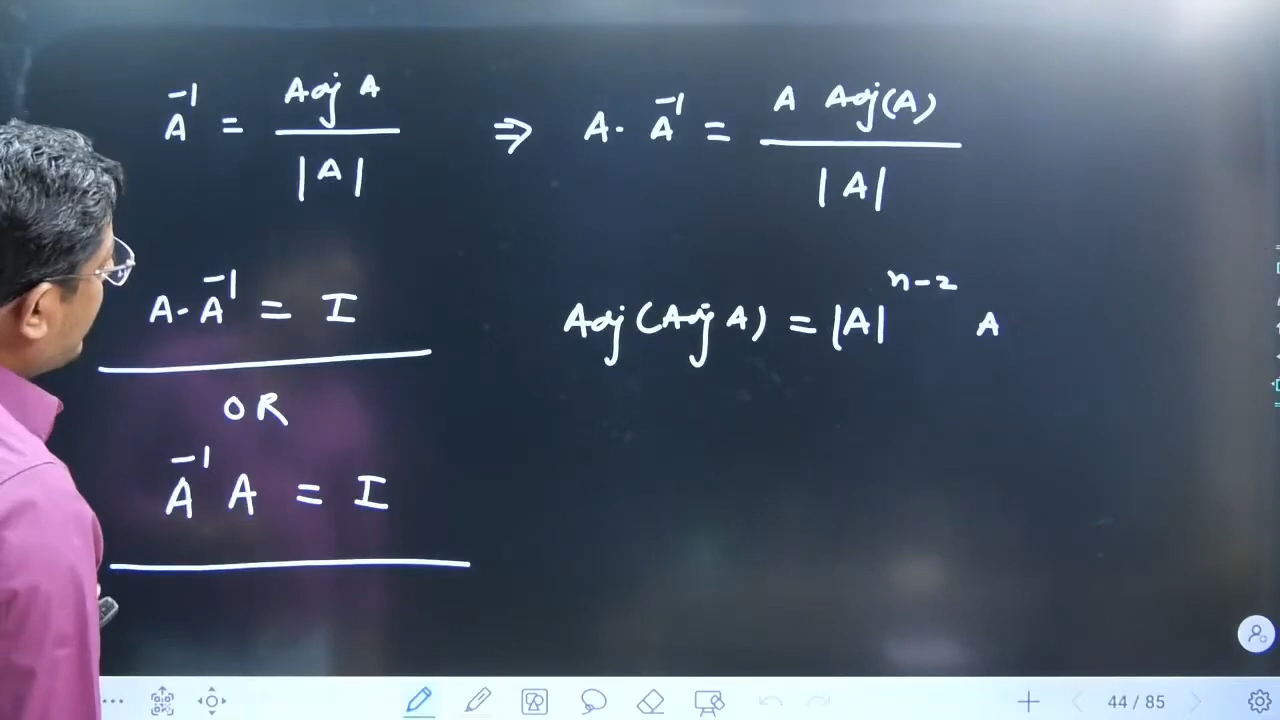 A⁻¹ = Adj A / |A| ⇒ A· A⁻¹ = A Adj(A) / |A|
A·A⁻¹ = I
Adj(Adj A) = |A|ⁿ⁻² A
OR
A⁻¹ A = I
44 / 85